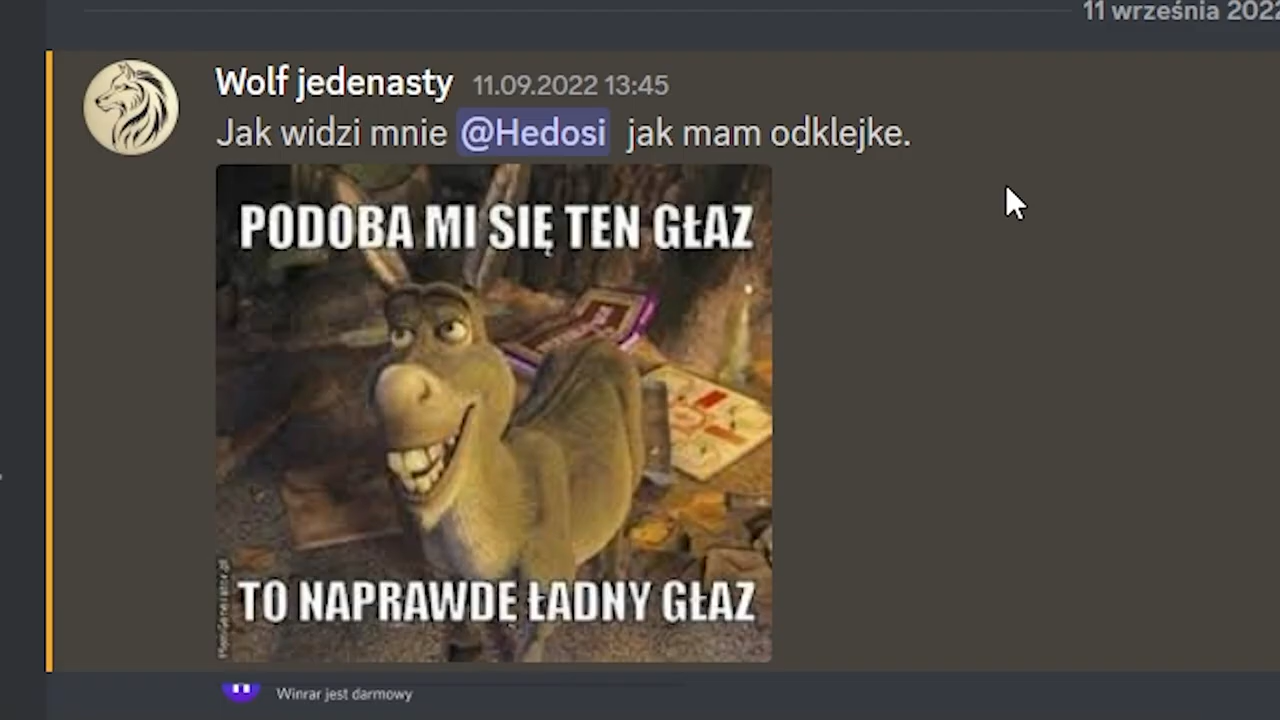 11 września 2022
Wolf jedenasty 11.09.2022 13:45
Jak widzi mnie @Hedosi jak mam odklejke.
PODOBA MI SIĘ TEN GŁAZ
TO NAPRAWDĘ ŁADNY GŁAZ
Winrar jest darmowy